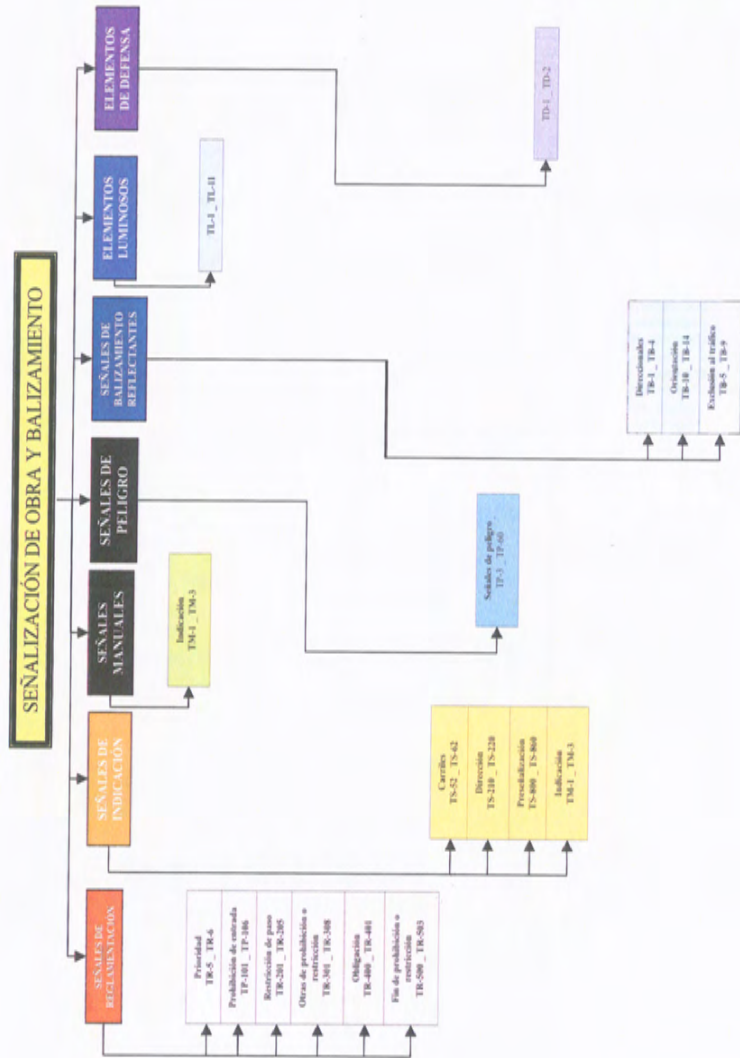 SEÑALIZACIÓN DE OBRA Y BALIZAMIENTO
SEÑALES DE
REGLAMENTACIÓN
Prioridad
TR-5 _ TR-6
Prohibición de entrada
TP-101 _ TP-106
Restricción de paso
TR-201 _ TR-205
Otras de prohibición o
restricción
TR-301 _ TR-308
Obligación
TR-400 _ TR-401
Fin de prohibición o
restricción
TR-500 _ TR-503
SEÑALES DE
INDICACIÓN
Carriles
TS-52 _ TS-62
Dirección
TS-210 _ TS-220
Preseñalización
TS-800 _ TS-860
Indicación
TM-1 _ TM-3
SEÑALES
MANUALES
Indicación
TM-1 _ TM-3
SEÑALES DE
PELIGRO
Señales de peligro
TP-3 _ TP-60
SEÑALES DE
BALIZAMIENTO
REFLECTANTES
Direccionales
TB-1 _ TB-4
Orientación
TB-10 _ TB-14
Exclusión al tráfico
TB-5 _ TB-9
ELEMENTOS
LUMINOSOS
TL-1 _ TL-11
ELEMENTOS
DE DEFENSA
TD-1 _ TD-2